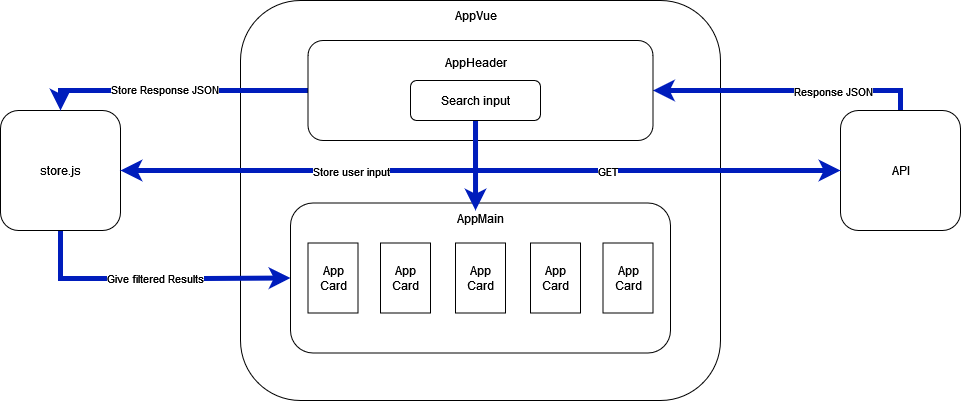 AppVue
AppHeader
Search input
Store Response JSON
Response JSON
store.js
Store user input
GET
API
AppMain
Give filtered Results
App
Card
App
Card
App
Card
App
Card
App
Card